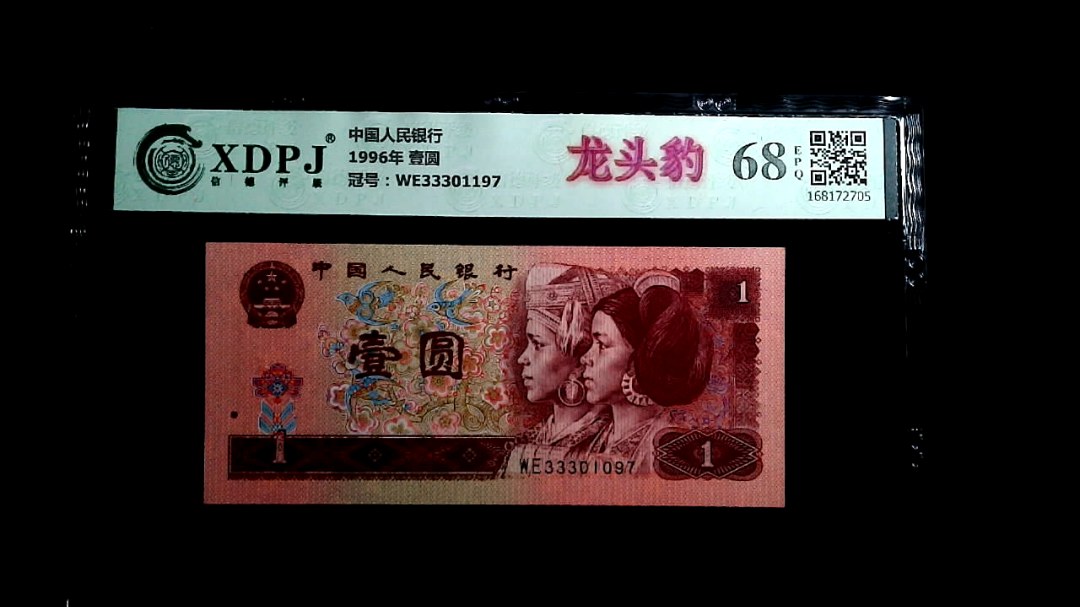 XDPJ®
信德评级
中国人民银行
1996年 壹圆
冠号：WE33301197
龙头豹
68
EPQ
168172705
中国人民银行
1
壹圆
1
WE33301097
1